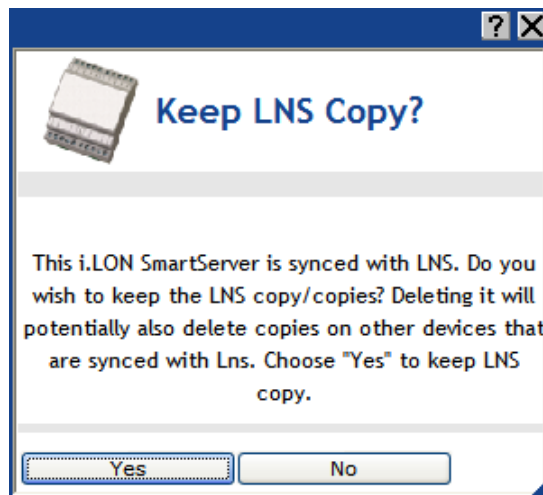 ?
X
Keep LNS Copy?
This i.LON SmartServer is synced with LNS. Do you
wish to keep the LNS copy/copies? Deleting it will
potentially also delete copies on other devices that
are synced with Lns. Choose "Yes" to keep LNS
copy.
Yes No